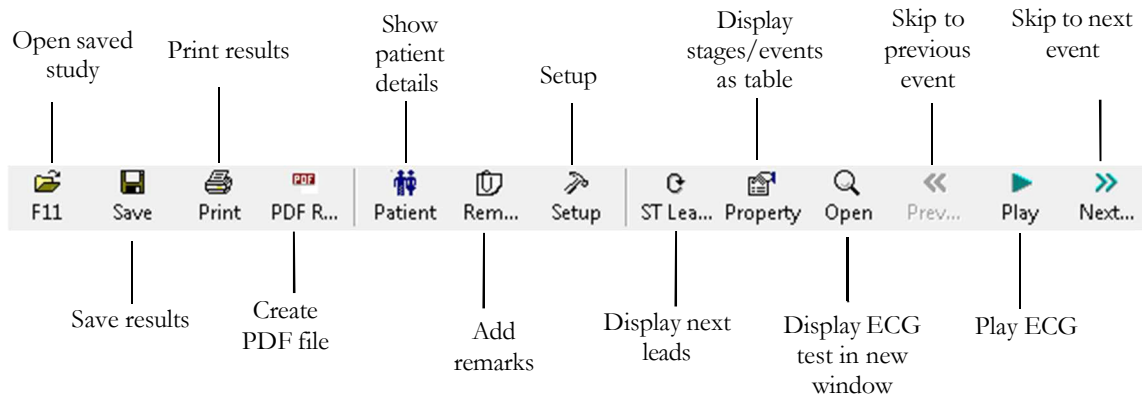 Open saved
study
Print results
Show
patient
details
Setup
Display
stages/events
as table
Skip to
previous
event
Skip to next
event
PDF
F11
Save
Print
PDF R...
Patient
Rem...
Setup
ST Lea...
Property
Open
Prev...
Play
Next...
Save results
Create
PDF file
Add
remarks
Display next
leads
Display ECG
test in new
window
Play ECG